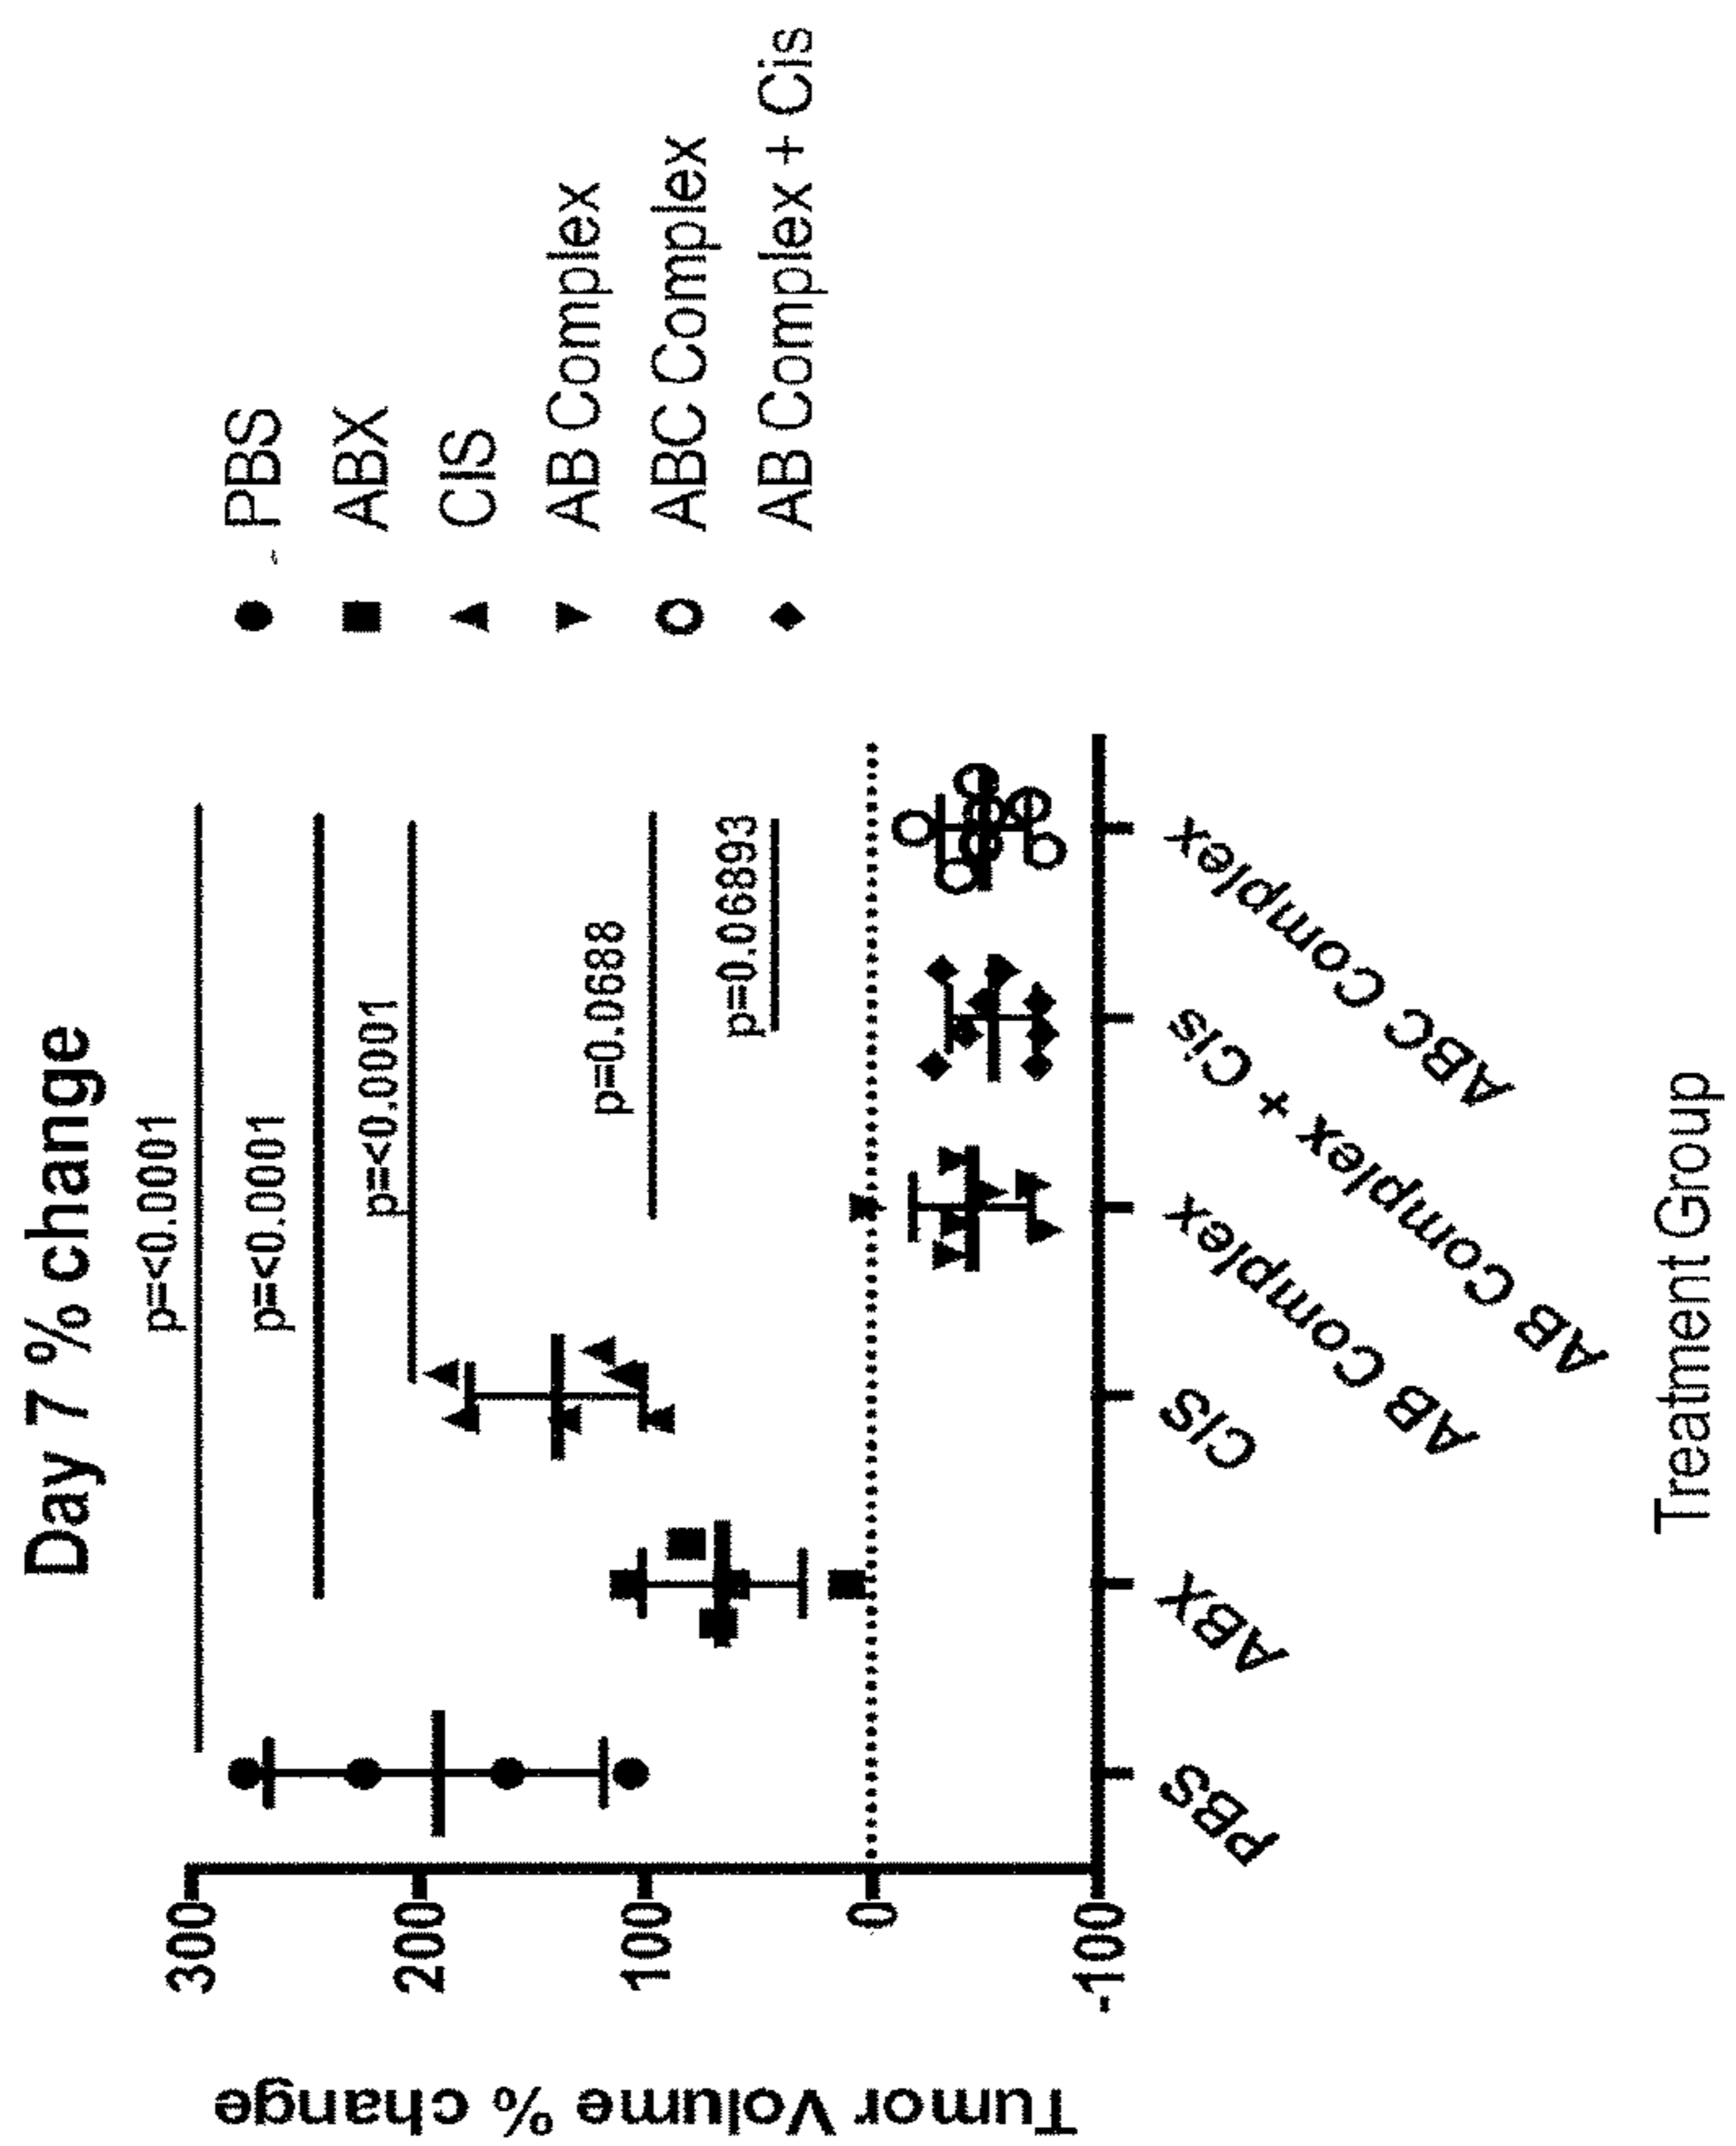 Day 7 % change
p=<0.0001
p=<0.0001
p=<0.0001
p=0.0688
p=0.06893
Tumor Volume % change
300
200
100
0
-100
PBS
ABX
CIS
AB Complex
AB Complex + Cis
ABC Complex
Treatment Group
PBS
ABX
CIS
AB Complex
ABC Complex
AB Complex + Cis